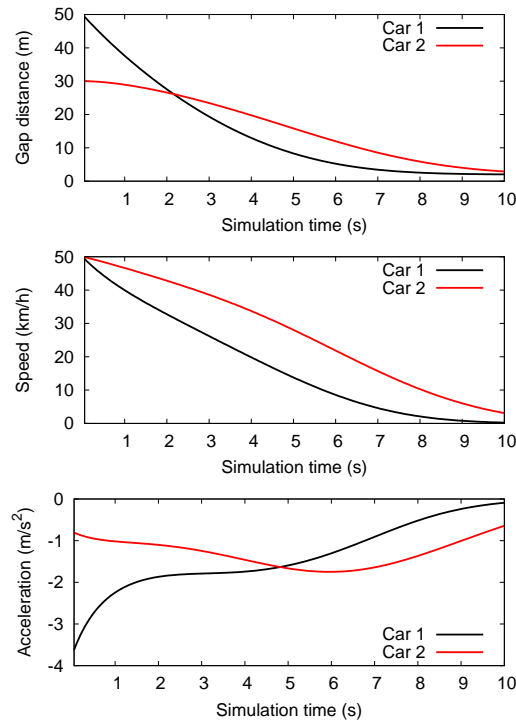 50
40
30
20
10
0
Gap distance (m)
Car 1
Car 2
1 2 3 4 5 6 7 8 9 10
Simulation time (s)
50
40
30
20
10
0
Speed (km/h)
Car 1
Car 2
1 2 3 4 5 6 7 8 9 10
Simulation time (s)
0
-1
-2
-3
-4
Acceleration (m/s²)
Car 1
Car 2
1 2 3 4 5 6 7 8 9 10
Simulation time (s)